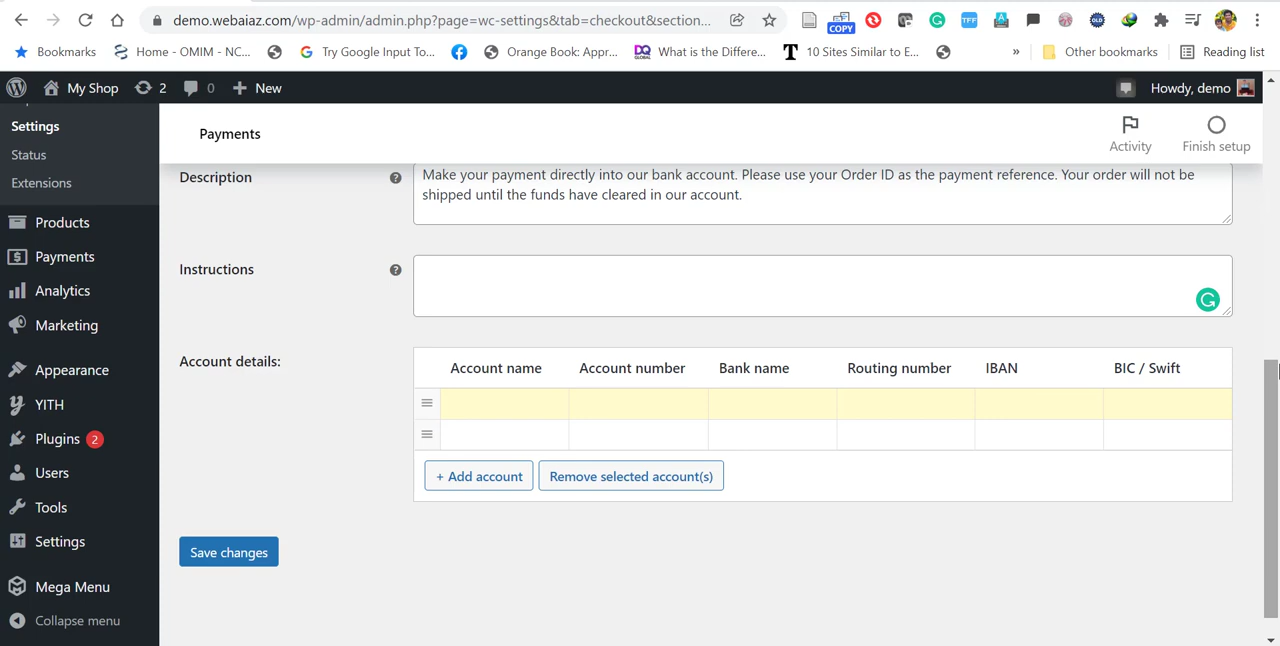 demo.webaiaz.com/wp-admin/admin.php?page=wc-settings&tab=checkout&section...
COPY
TFF
A
OLD
Bookmarks
Home - OMIM - NC...
Try Google Input To...
Orange Book: Appr...
DQ GLOBAL
What is the Differe...
T
10 Sites Similar to E...
»
Other bookmarks
Reading list
My Shop
2
0
+ New
Howdy, demo
Settings
Status
Extensions
Products
Payments
Analytics
Marketing
Appearance
YITH
Plugins 2
Users
Tools
Settings
Mega Menu
Collapse menu
Payments
Activity
Finish setup
Description
?
Make your payment directly into our bank account. Please use your Order ID as the payment reference. Your order will not be
shipped until the funds have cleared in our account.
Instructions
?
Account details:
Account name Account number Bank name Routing number IBAN BIC / Swift
+ Add account
Remove selected account(s)
Save changes